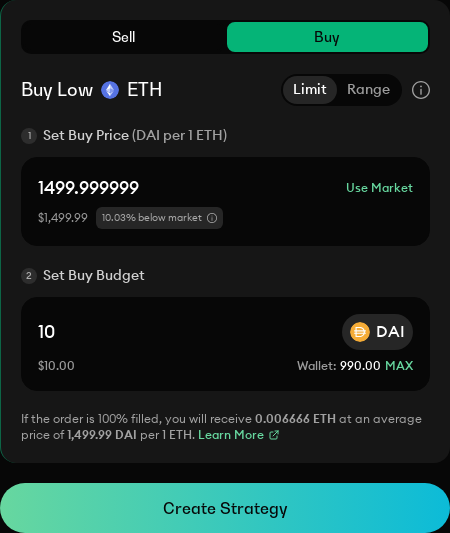 Sell Buy
Buy Low ETH Limit Range
1 Set Buy Price (DAI per 1 ETH)
1499.999999 Use Market
$1,499.99 10.03% below market
2 Set Buy Budget
10 DAI
$10.00 Wallet: 990.00 MAX
If the order is 100% filled, you will receive 0.006666 ETH at an average
price of 1,499.99 DAI per 1 ETH. Learn More
Create Strategy